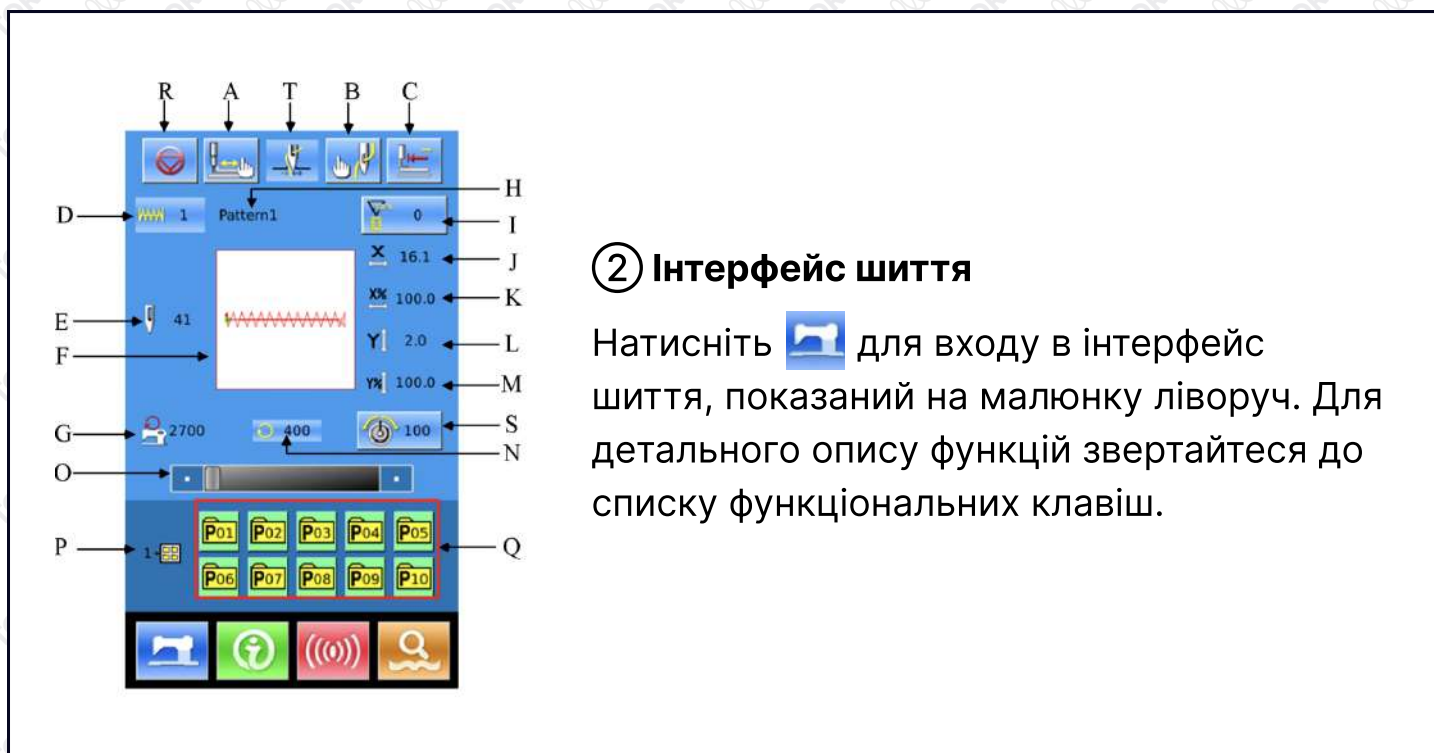 R A T B C
H
D 1 Pattern1 0
I
X 16.1 J
X% 100.0 K
E 41
Y 2.0 L
F
Y% 100.0 M
G 2700 400 100 S
N
O
P01 P02 P03 P04 P05
P 1- Q
P06 P07 P08 P09 P10
② Інтерфейс шиття
Натисніть для входу в інтерфейс
шиття, показаний на малюнку ліворуч. Для
детального опису функцій звертайтеся до
списку функціональних клавіш.